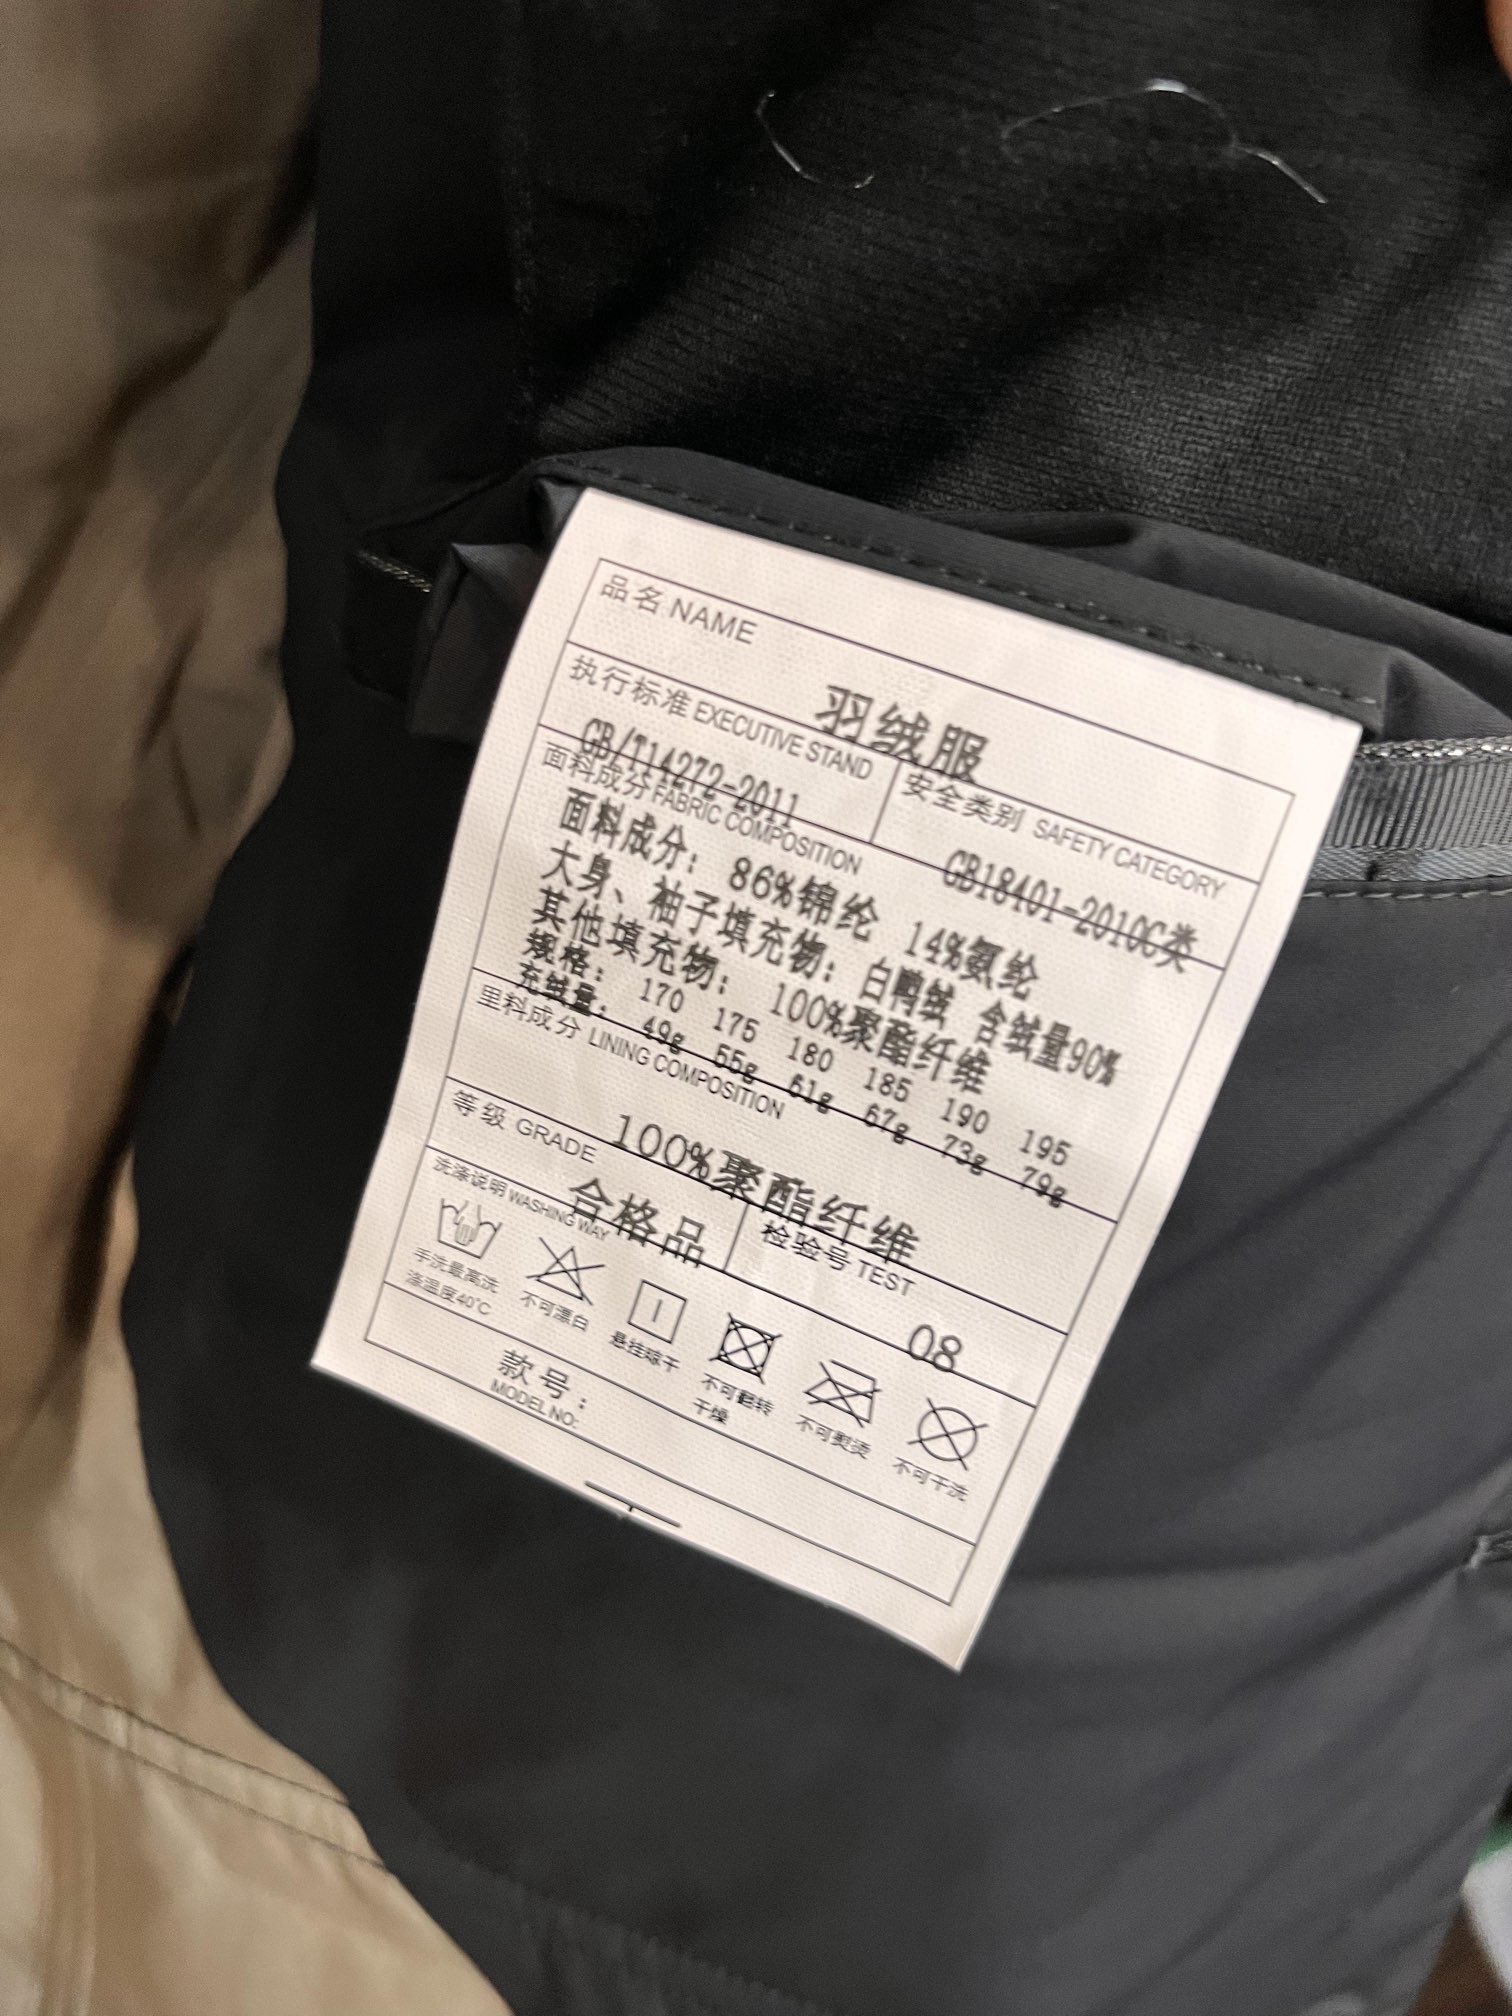 品名 NAME
羽绒服
执行标准 EXECUTIVE STAND
GB/T14272-2011
安全类别 SAFETY CATEGORY
GB18401-2010C类
面料成分 FABRIC COMPOSITION
面料成分: 86%锦纶 14%氨纶
大身、袖子填充物: 白鸭绒 含绒量90%
其他填充物: 100%聚酯纤维
规格: 170 175 180 185 190 195
充绒量: 49g 55g 61g 67g 73g 79g
里料成分 LINING COMPOSITION
100%聚酯纤维
等级 GRADE
合格品
检验号 TEST
08
洗涤说明 WASHING WAY
手洗最高洗
涤温度40°C
不可漂白
悬挂晾干
不可翻转
干燥
不可熨烫
不可干洗
款号:
MODEL NO: